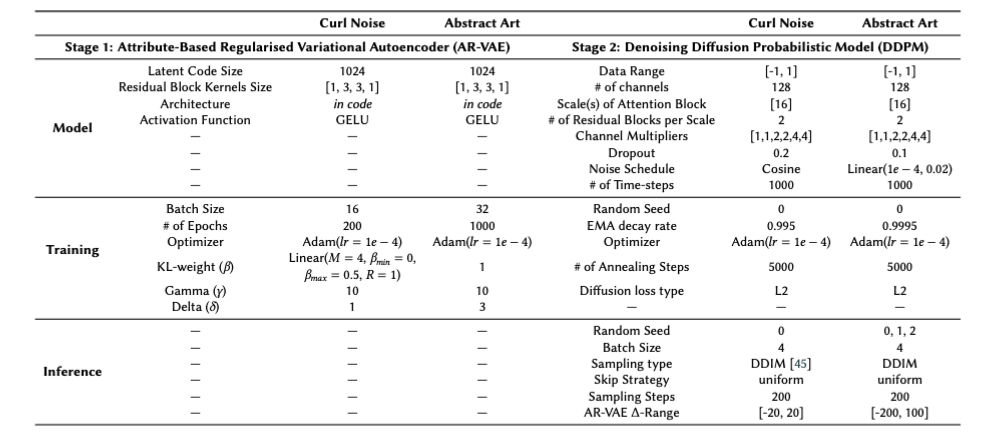 Curl Noise Abstract Art Curl Noise Abstract Art
Stage 1: Attribute-Based Regularised Variational Autoencoder (AR-VAE) Stage 2: Denoising Diffusion Probabilistic Model (DDPM)
Latent Code Size 1024 1024 Data Range [-1, 1] [-1, 1]
Residual Block Kernels Size [1, 3, 3, 1] [1, 3, 3, 1] # of channels 128 128
Architecture in code in code Scale(s) of Attention Block [16] [16]
Model Activation Function GELU GELU # of Residual Blocks per Scale 2 2
— — — Channel Multipliers [1,1,2,2,4,4] [1,1,2,2,4,4]
— — — Dropout 0.2 0.1
— — — Noise Schedule Cosine Linear(1e − 4, 0.02)
— — — # of Time-steps 1000 1000
Batch Size 16 32 Random Seed 0 0
# of Epochs 200 1000 EMA decay rate 0.995 0.9995
Training Optimizer Adam(lr = 1e − 4) Adam(lr = 1e − 4) Optimizer Adam(lr = 1e − 4) Adam(lr = 1e − 4)
KL-weight (β) Linear(M = 4, βmin = 0, 1 # of Annealing Steps 5000 5000
βmax = 0.5, R = 1)
Gamma (γ) 10 10 Diffusion loss type L2 L2
Delta (δ) 1 3 — — —
— — — Random Seed 0 0, 1, 2
— — — Batch Size 4 4
Inference — — — Sampling type DDIM [45] DDIM
— — — Skip Strategy uniform uniform
— — — Sampling Steps 200 200
— — — AR-VAE Δ-Range [-20, 20] [-200, 100]